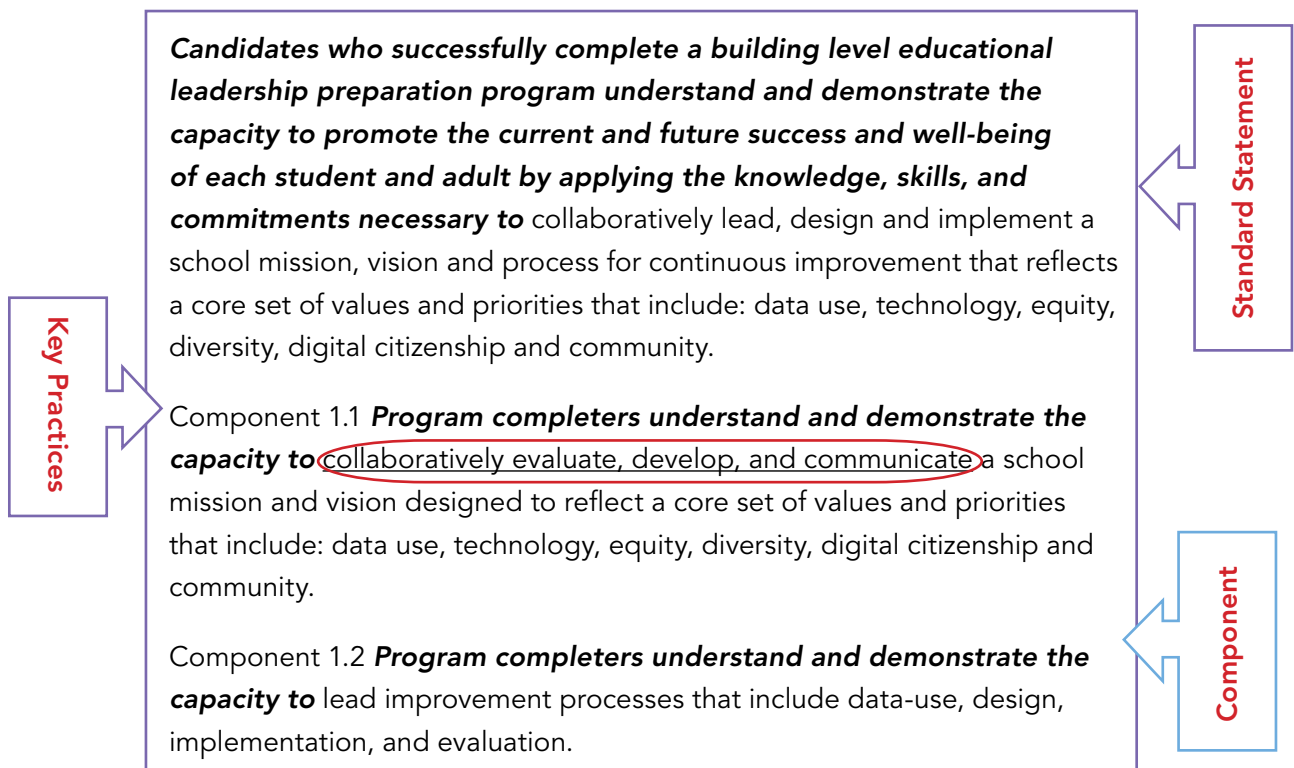 Candidates who successfully complete a building level educational
leadership preparation program understand and demonstrate the
capacity to promote the current and future success and well-being
of each student and adult by applying the knowledge, skills, and
commitments necessary to collaboratively lead, design and implement a
school mission, vision and process for continuous improvement that reflects
a core set of values and priorities that include: data use, technology, equity,
diversity, digital citizenship and community.
Standard Statement
Key Practices
Component 1.1 Program completers understand and demonstrate the
capacity to collaboratively evaluate, develop, and communicate a school
mission and vision designed to reflect a core set of values and priorities
that include: data use, technology, equity, diversity, digital citizenship and
community.
Component 1.2 Program completers understand and demonstrate the
capacity to lead improvement processes that include data-use, design,
implementation, and evaluation.
Component